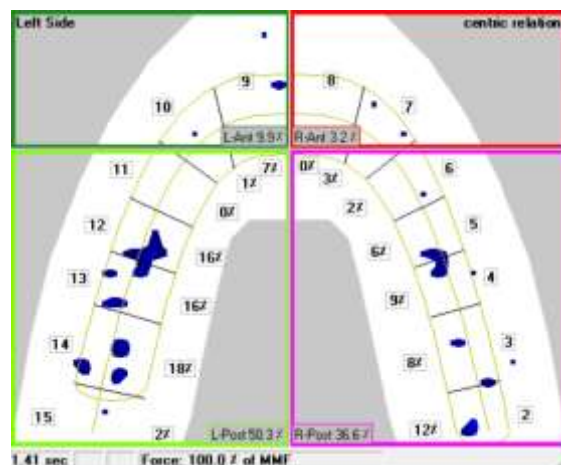 Left Side centric relation
9 8
10 7
L-Ant 9.9% R-Ant 3.2%
11 7% 0% 6
1% 3%
0% 2%
12 5
16% 6%
13 4
16% 9%
14 3
18% 8%
15 2
2% L-Post 50.3% R-Post 36.6% 12%
1.41 sec Force: 100.0 % of MMF